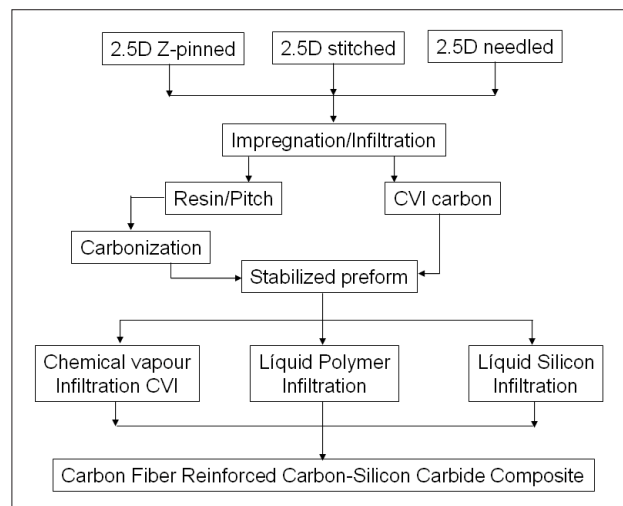 2.5D Z-pinned
2.5D stitched
2.5D needled
Impregnation/Infiltration
Resin/Pitch
CVI carbon
Carbonization
Stabilized preform
Chemical vapour
Infiltration CVI
Líquid Polymer
Infiltration
Líquid Silicon
Infiltration
Carbon Fiber Reinforced Carbon-Silicon Carbide Composite